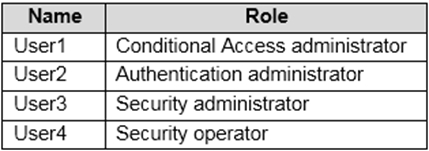 Name Role
User1 Conditional Access administrator
User2 Authentication administrator
User3 Security administrator
User4 Security operator